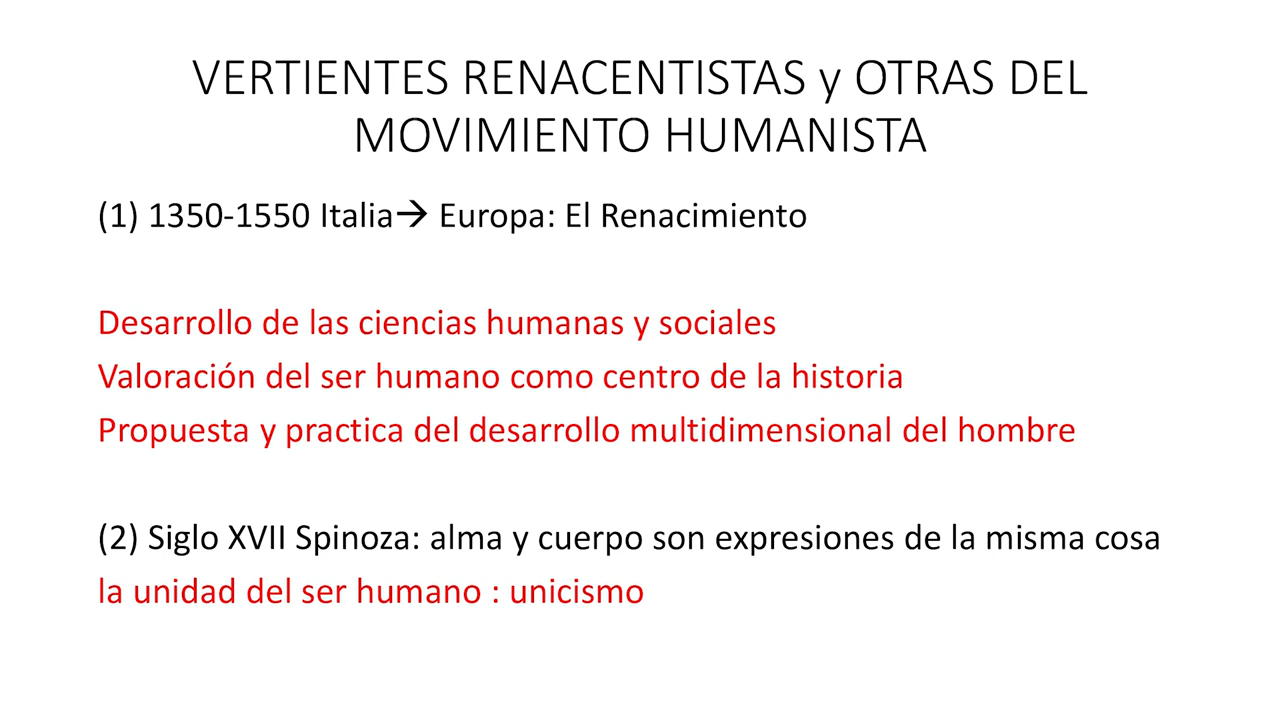 VERTIENTES RENACENTISTAS y OTRAS DEL
MOVIMIENTO HUMANISTA
(1) 1350-1550 Italia→ Europa: El Renacimiento
Desarrollo de las ciencias humanas y sociales
Valoración del ser humano como centro de la historia
Propuesta y practica del desarrollo multidimensional del hombre
(2) Siglo XVII Spinoza: alma y cuerpo son expresiones de la misma cosa
la unidad del ser humano : unicismo